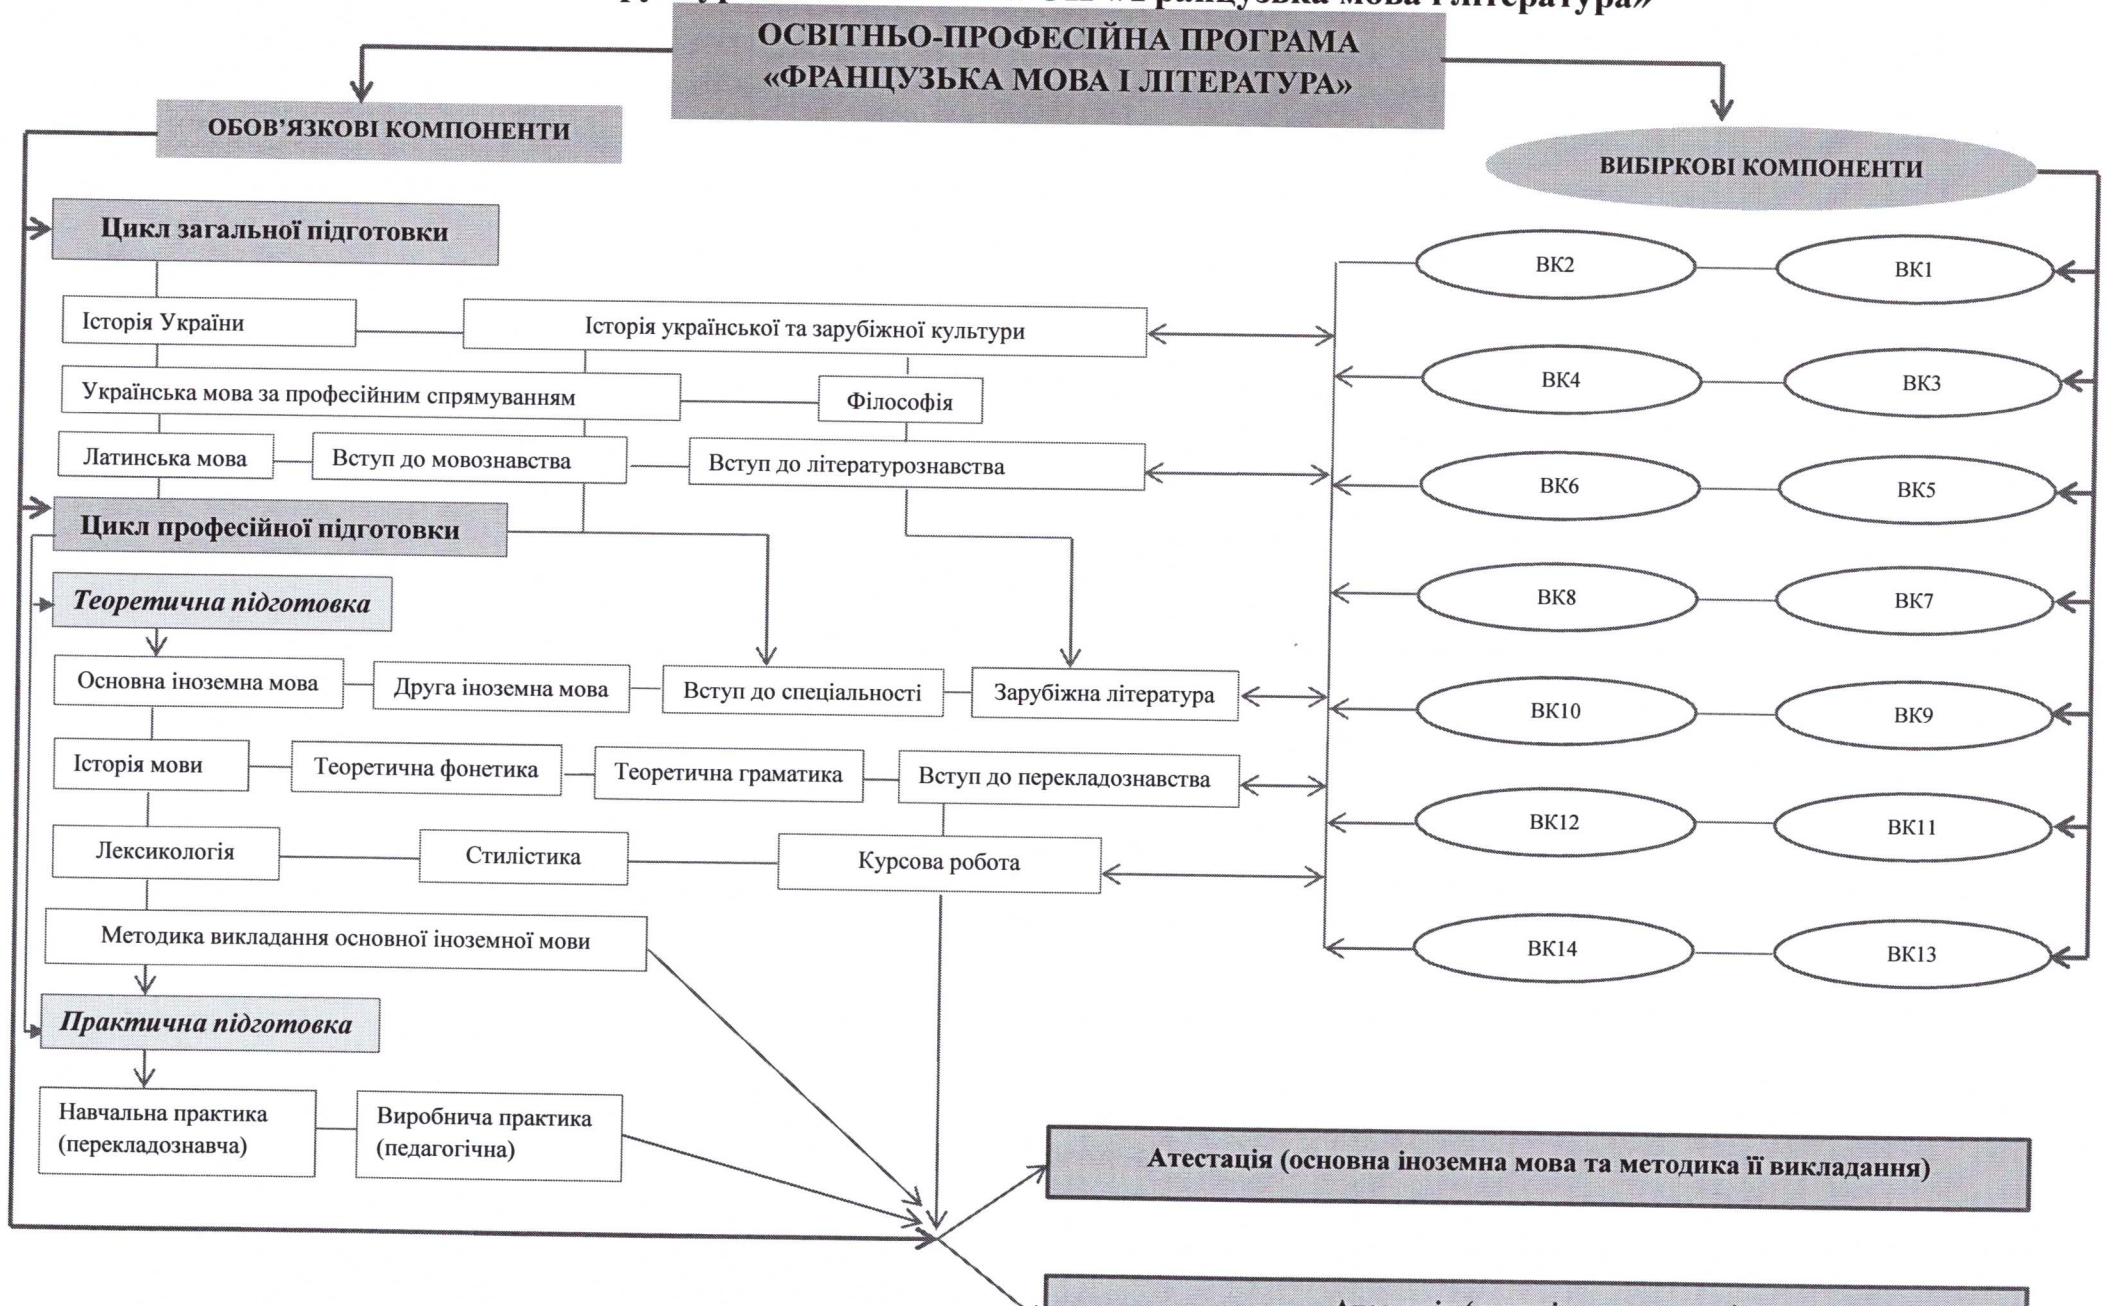 мова і література»
ОСВІТНЬО-ПРОФЕСІЙНА ПРОГРАМА
«ФРАНЦУЗЬКА МОВА І ЛІТЕРАТУРА»
ОБОВ’ЯЗКОВІ КОМПОНЕНТИ
ВИБІРКОВІ КОМПОНЕНТИ
Цикл загальної підготовки
ВК2
ВК1
Історія України
Історія української та зарубіжної культури
ВК4
ВК3
Українська мова за професійним спрямуванням
Філософія
Латинська мова
Вступ до мовознавства
Вступ до літературознавства
ВК6
ВК5
Цикл професійної підготовки
Теоретична підготовка
ВК8
ВК7
Основна іноземна мова
Друга іноземна мова
Вступ до спеціальності
Зарубіжна література
ВК10
ВК9
Історія мови
Теоретична фонетика
Теоретична граматика
Вступ до перекладознавства
ВК12
ВК11
Лексикологія
Стилістика
Курсова робота
Методика викладання основної іноземної мови
ВК14
ВК13
Практична підготовка
Навчальна практика
(перекладознавча)
Виробнича практика
(педагогічна)
Атестація (основна іноземна мова та методика її викладання)